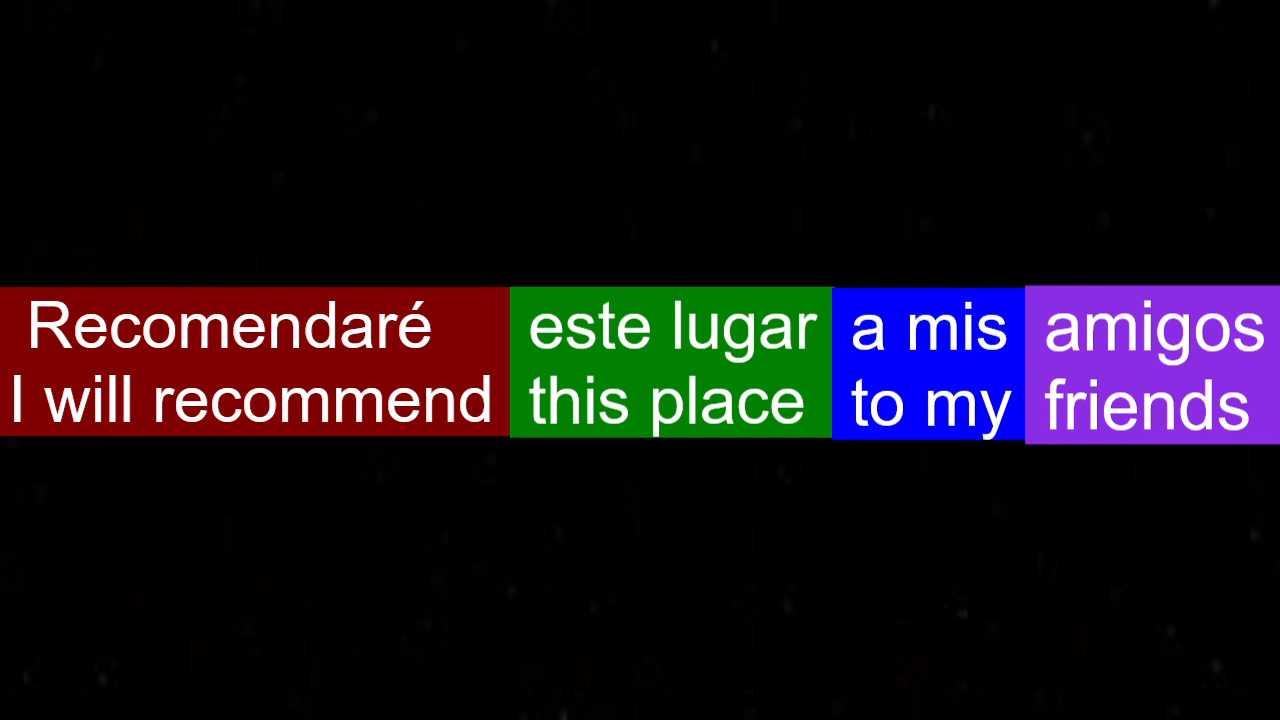 Recomendaré este lugar a mis amigos
I will recommend this place to my friends